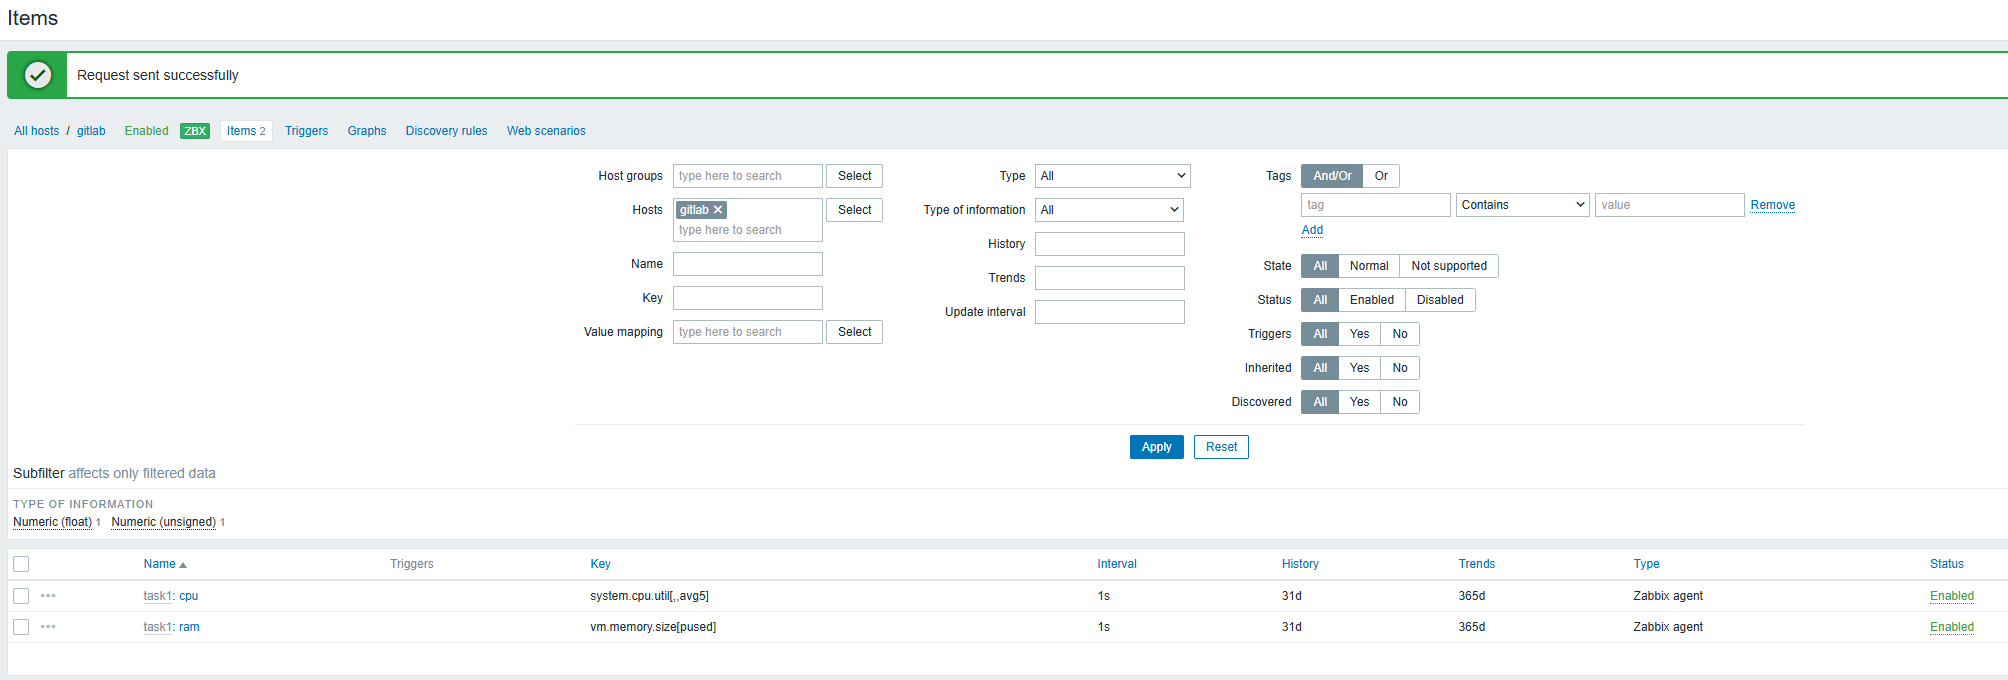 Items
Request sent successfully
All hosts / gitlab Enabled ZBX Items 2 Triggers Graphs Discovery rules Web scenarios
Host groups type here to search Select Type All Tags And/Or Or
Hosts gitlab Select Type of information All tag Contains value Remove
type here to search Add
Name History
Key Trends State All Normal Not supported
Value mapping type here to search Select Update interval Status All Enabled Disabled
Triggers All Yes No
Inherited All Yes No
Discovered All Yes No
Apply Reset
Subfilter affects only filtered data
TYPE OF INFORMATION
Numeric (float) 1 Numeric (unsigned) 1
Name Triggers Key Interval History Trends Type Status
task1: cpu system.cpu.util[,,avg5] 1s 31d 365d Zabbix agent Enabled
task1: ram vm.memory.size[pused] 1s 31d 365d Zabbix agent Enabled